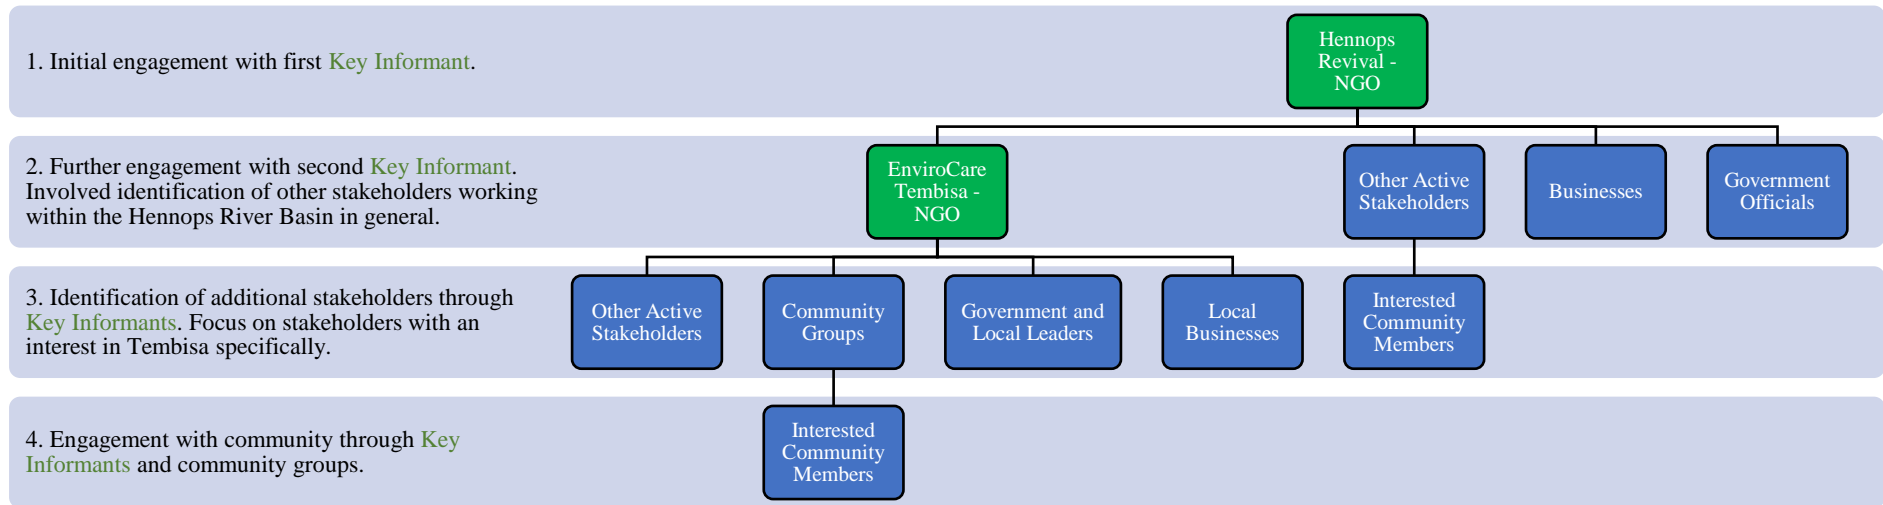 1. Initial engagement with first Key Informant.
Hennops
Revival -
NGO
2. Further engagement with second Key Informant.
Involved identification of other stakeholders working
within the Hennops River Basin in general.
EnviroCare
Tembisa -
NGO
Other Active
Stakeholders
Businesses
Government
Officials
3. Identification of additional stakeholders through
Key Informants. Focus on stakeholders with an
interest in Tembisa specifically.
Other Active
Stakeholders
Community
Groups
Government and
Local Leaders
Local
Businesses
Interested
Community
Members
4. Engagement with community through Key
Informants and community groups.
Interested
Community
Members